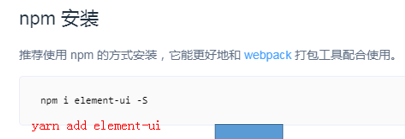 npm 安装
推荐使用 npm 的方式安装，它能更好地和 webpack 打包工具配合使用。
npm i element-ui -S
yarn add element-ui